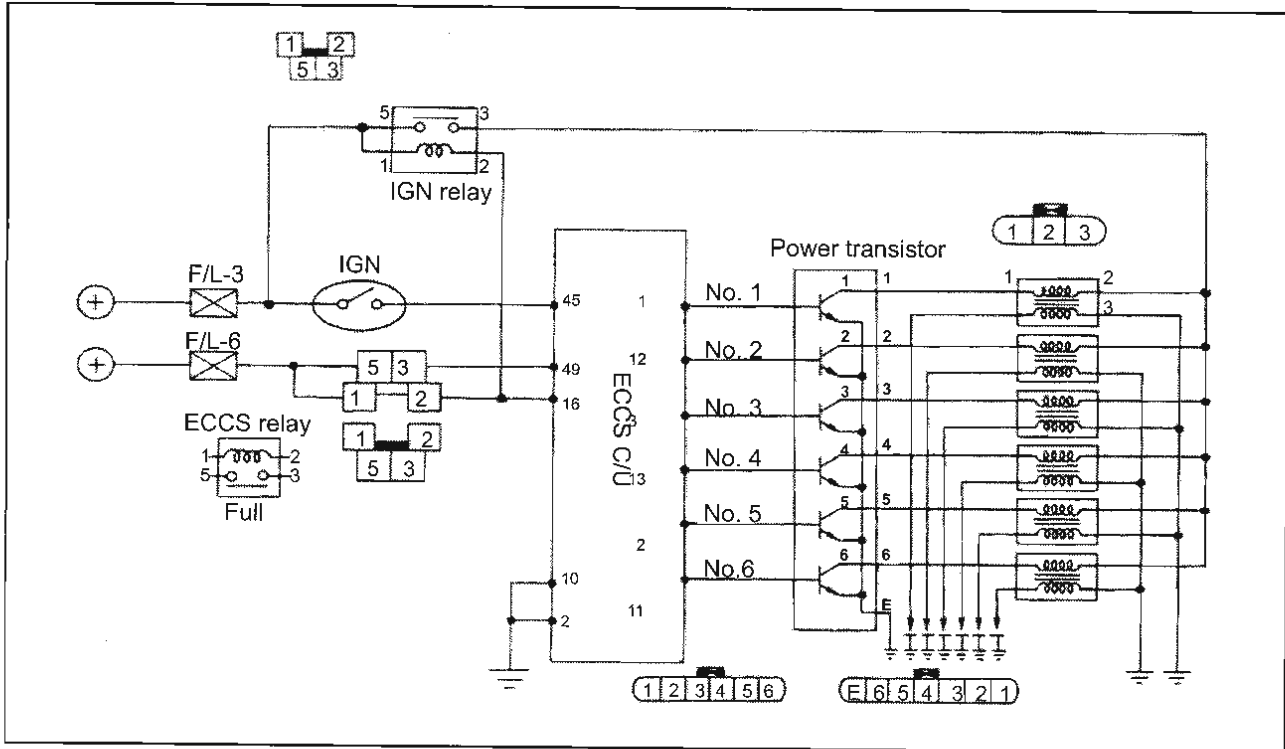 1 2
5 3
5 3
1 2
IGN relay
1 2 3
Power transistor
F/L-3
IGN
+
45
1
No. 1
1 1
1 2
3
F/L-6
+
5 3
49
12
No. 2
2 2
1 2
16
ECCS C/U
No. 3
3 3
ECCS relay
1 2
5 3
1 2
5 3
Full
13
No. 4
4 4
2
No. 5
5 5
10
No.6
6 6
2
11
E
1 2 3 4 5 6
E 6 5 4 3 2 1